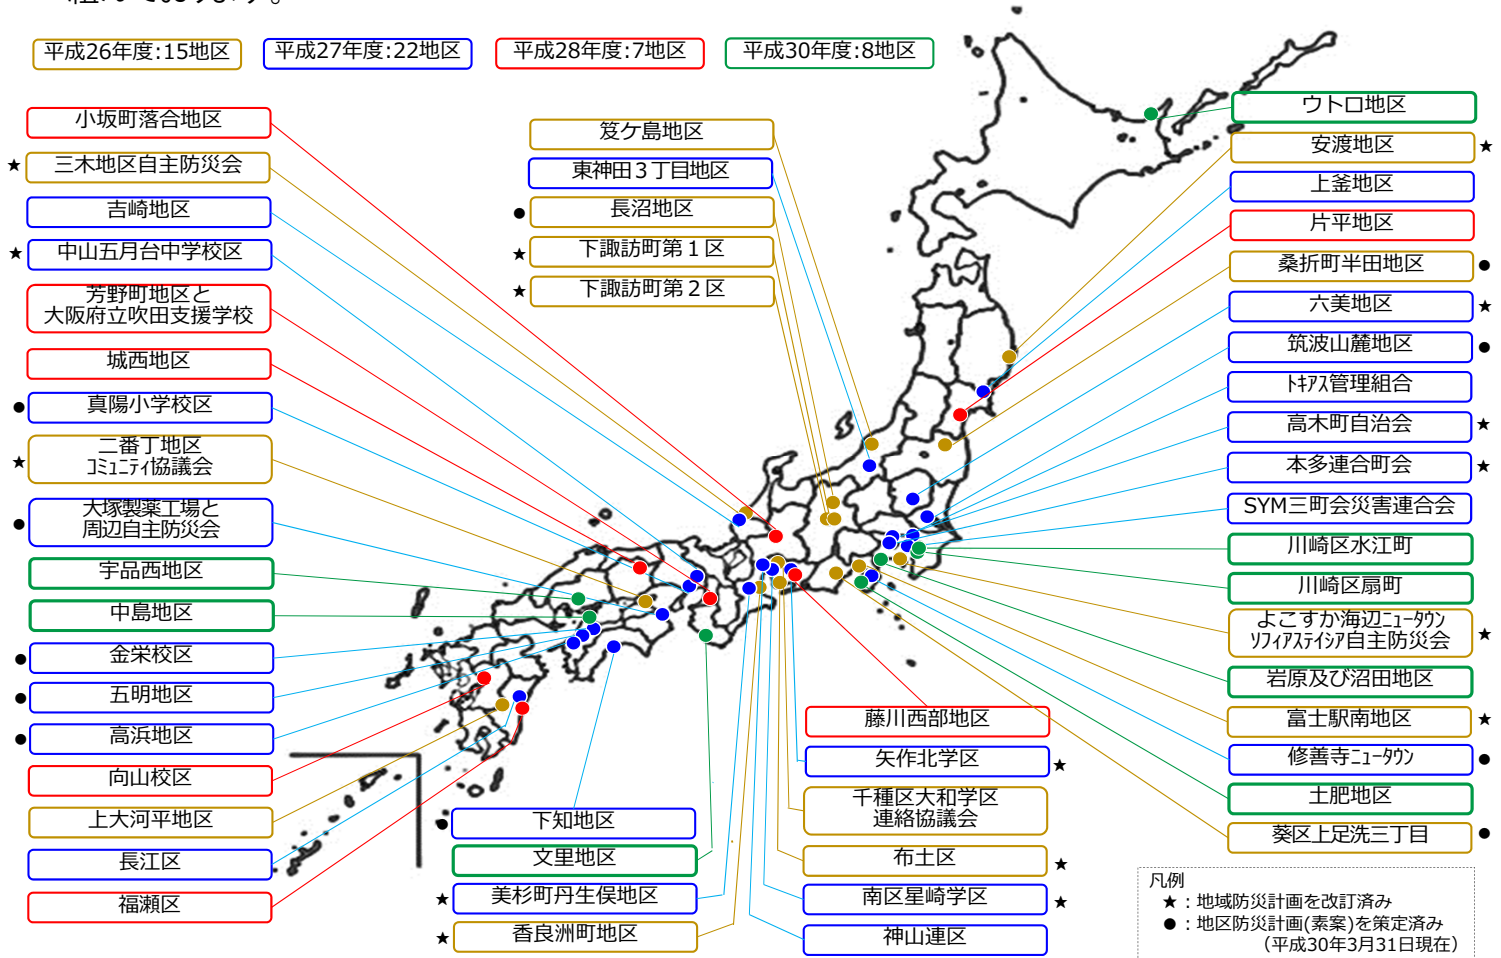 平成26年度:15地区
平成27年度:22地区
平成28年度:7地区
平成30年度:8地区
小坂町落合地区
★ 三木地区自主防災会
吉崎地区
★ 中山五月台中学校区
芳野町地区と
大阪府立吹田支援学校
城西地区
● 真陽小学校区
★ 二番丁地区
コミュニティ協議会
● 大塚製薬工場と
周辺自主防災会
宇品西地区
中島地区
● 金栄校区
● 五明地区
● 高浜地区
向山校区
上大河平地区
長江区
福瀬区
笈ケ島地区
東神田３丁目地区
● 長沼地区
★ 下諏訪町第１区
★ 下諏訪町第２区
● 下知地区
文里地区
★ 美杉町丹生俣地区
★ 香良洲町地区
藤川西部地区
矢作北学区 ★
千種区大和学区
連絡協議会
布土区 ★
南区星崎学区 ★
神山連区
ウトロ地区
安渡地区 ★
上釜地区
片平地区
桑折町半田地区 ●
六美地区 ★
筑波山麓地区 ●
トキアス管理組合
高木町自治会 ★
本多連合町会 ★
SYM三町会災害連合会
川崎区水江町
川崎区扇町
よこすか海辺ニュータウン
ソフィアステイシア自主防災会 ★
岩原及び沼田地区
富士駅南地区 ★
修善寺ニュータウン ●
土肥地区
葵区上足洗三丁目 ●
凡例
★：地域防災計画を改訂済み
●：地区防災計画(素案)を策定済み
（平成30年3月31日現在）